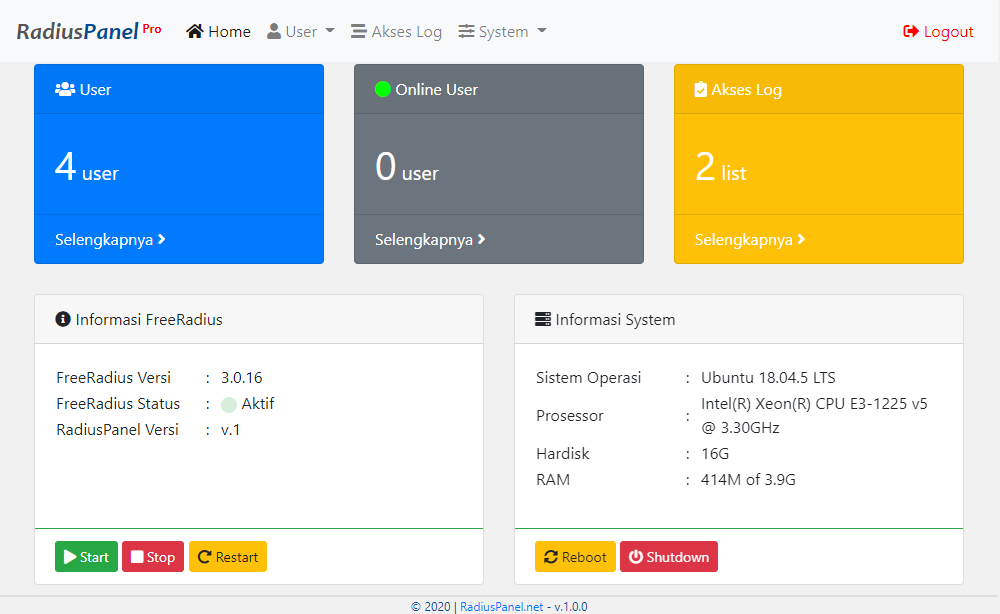 RadiusPanel Pro Home User Akses Log System Logout
User
4 user
Selengkapnya
Online User
0 user
Selengkapnya
Akses Log
2 list
Selengkapnya
Informasi FreeRadius
FreeRadius Versi : 3.0.16
FreeRadius Status : Aktif
RadiusPanel Versi : v.1
Start Stop Restart
Informasi System
Sistem Operasi : Ubuntu 18.04.5 LTS
Prosessor : Intel(R) Xeon(R) CPU E3-1225 v5
@ 3.30GHz
Hardisk : 16G
RAM : 414M of 3.9G
Reboot Shutdown
© 2020 | RadiusPanel.net - v.1.0.0